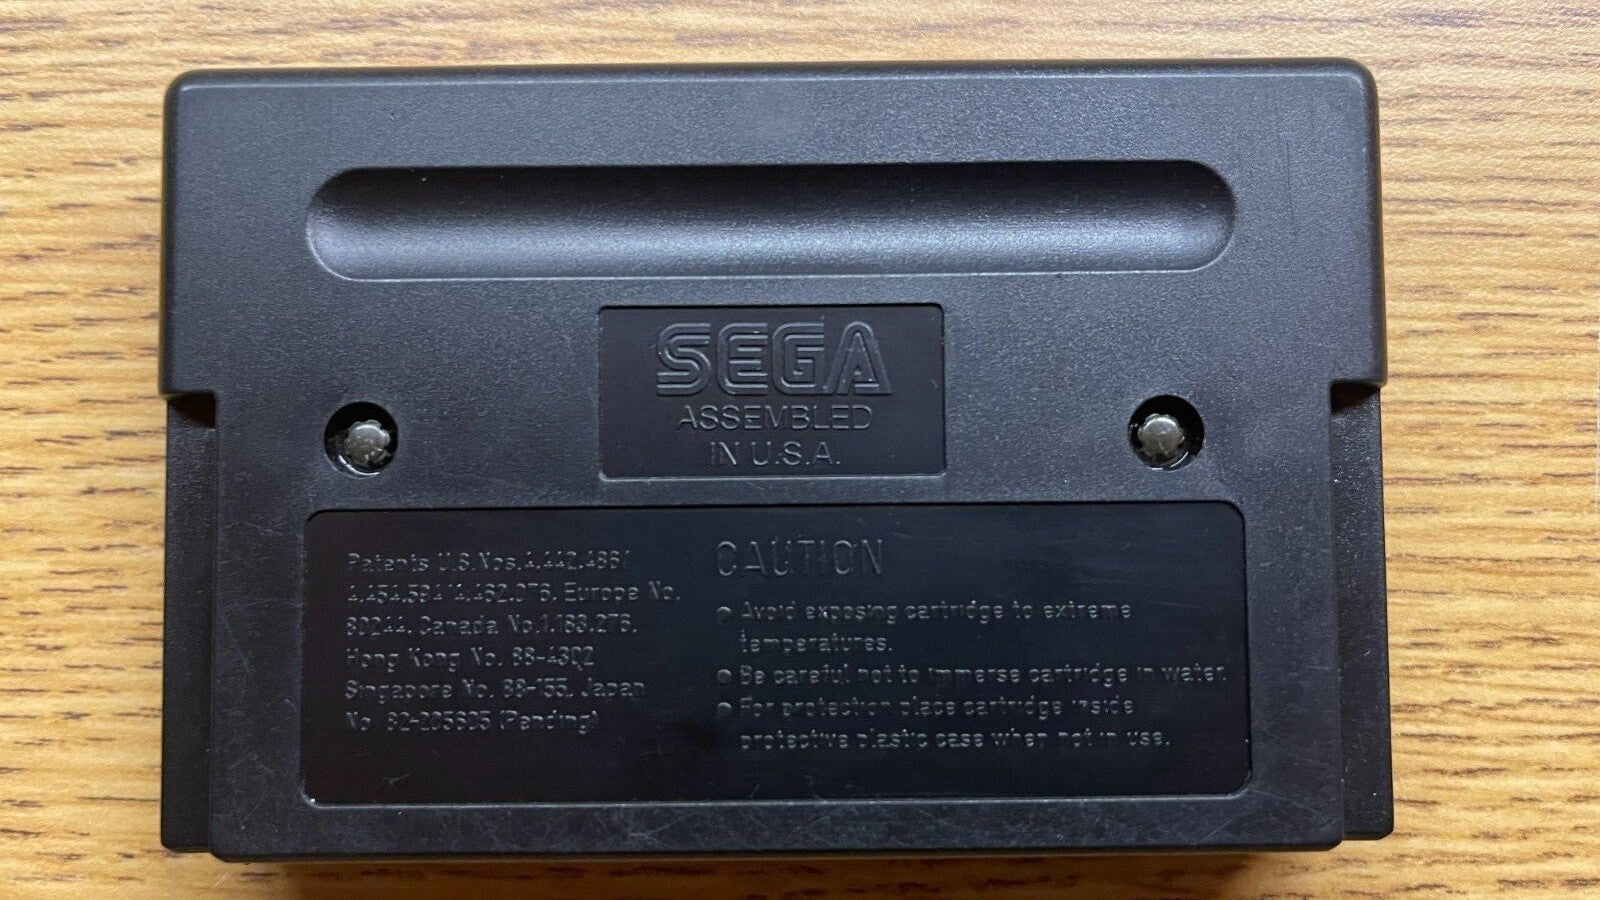 SEGA
ASSEMBLED
IN U.S.A.
Patents U.S. Nos. 4,442,486/
4,454,594/4,462,076, Europe No.
80244, Canada No. 1,183,276,
Hong Kong No. 88-4302
Singapore No. 88-155, Japan
No. 82-205605 (Pending)
CAUTION
● Avoid exposing cartridge to extreme
temperatures.
● Be careful not to immerse cartridge in water.
● For protection place cartridge inside
protective plastic case when not in use.